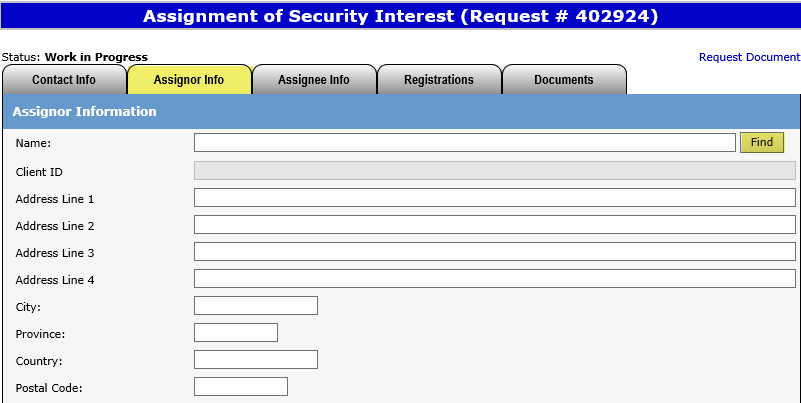 Assignment of Security Interest (Request # 402924)
Status: Work in Progress
Request Document
Contact Info
Assignor Info
Assignee Info
Registrations
Documents
Assignor Information
Name:
Find
Client ID
Address Line 1
Address Line 2
Address Line 3
Address Line 4
City:
Province:
Country:
Postal Code: